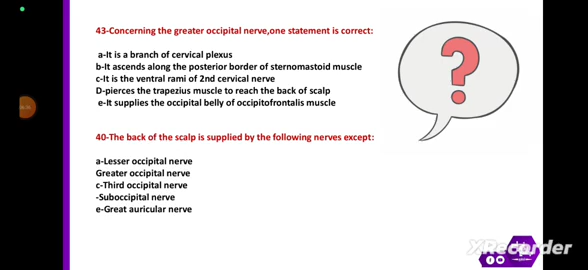 43-Concerning the greater occipital nerve,one statement is correct:
a-It is a branch of cervical plexus
b-It ascends along the posterior border of sternomastoid muscle
c-It is the ventral rami of 2nd cervical nerve
D-pierces the trapezius muscle to reach the back of scalp
e-It supplies the occipital belly of occipitofrontalis muscle
40-The back of the scalp is supplied by the following nerves except:
a-Lesser occipital nerve
Greater occipital nerve
c-Third occipital nerve
-Suboccipital nerve
e-Great auricular nerve
XRecorder